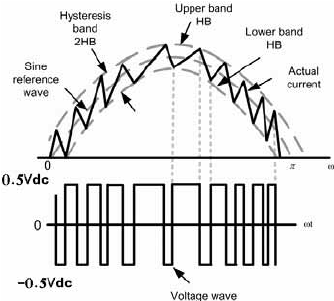 Upper band
HB
Hysteresis
band
2HB
Lower band
HB
Sine
reference
wave
Actual
current
0
π
ω
0.5Vdc
0
ωt
-0.5Vdc
Voltage wave